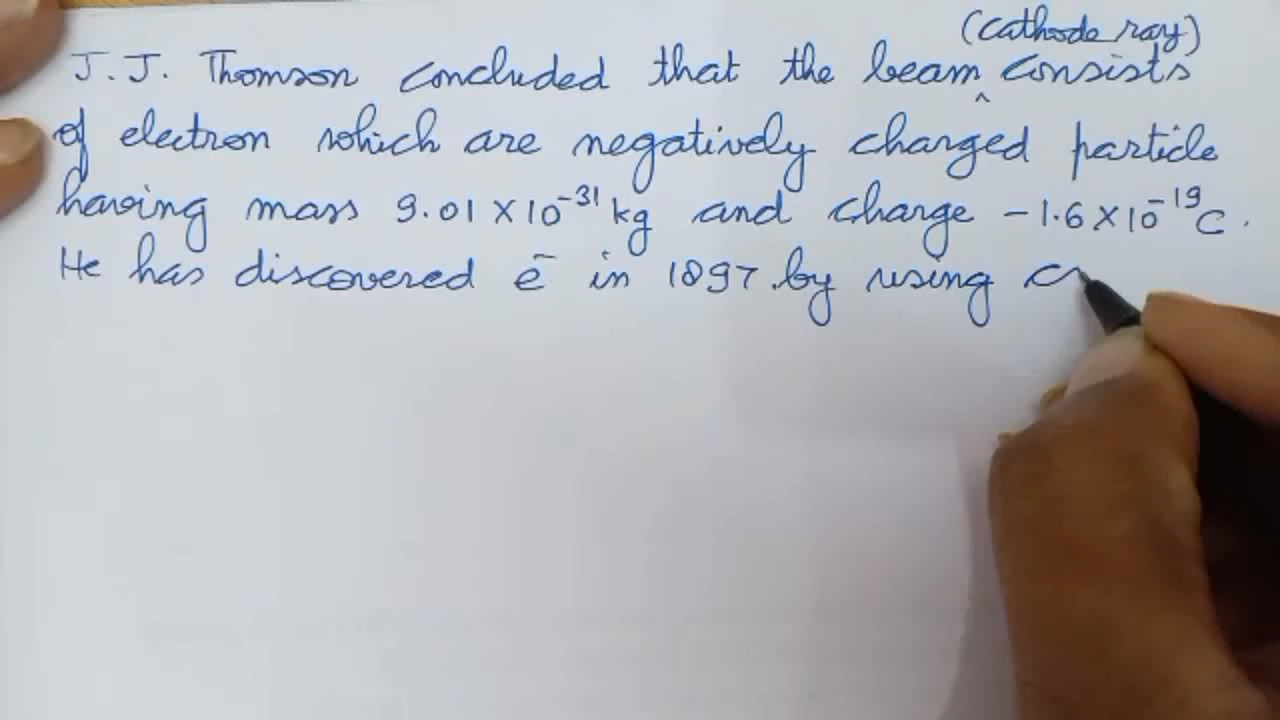 (Cathode ray)
J.J. Thomson concluded that the beam ^ consists
of electron which are negatively charged particle
having mass 9.01 X 10⁻³¹ kg and charge -1.6 X 10⁻¹⁹ C.
He has discovered e⁻ in 1897. by using c